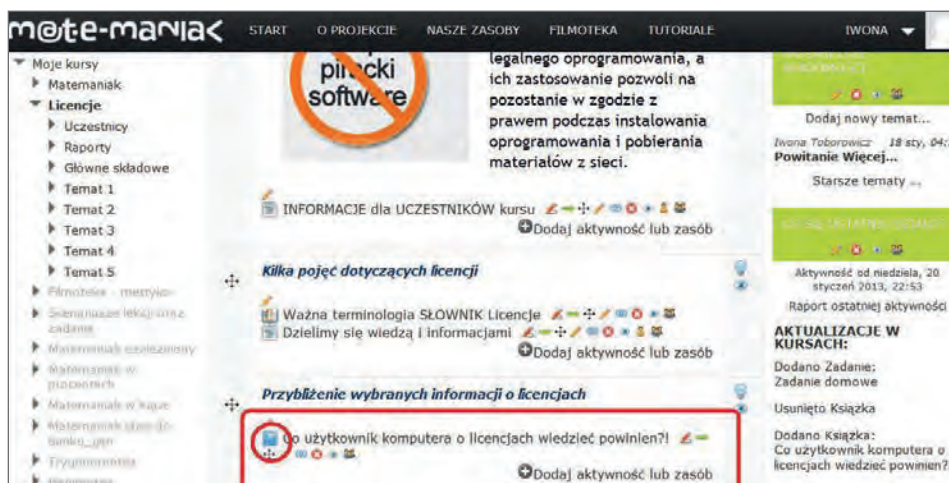 m@te-maniak
START O PROJEKCIE NASZE ZASOBY FILMOTEKA TUTORIALE IWONA
Moje kursy
Matemaniak
Licencje
Uczestnicy
Raporty
Główne składowe
Temat 1
Temat 2
Temat 3
Temat 4
Temat 5
zadanie
Matematniak w
procentach
Trygonometria
piracki
software
legalnego oprogramowania, a
ich zastosowanie pozwoli na
pozostanie w zgodzie z
prawem podczas instalowania
oprogramowania i pobierania
materiałów z sieci.
INFORMACJE dla UCZESTNIKÓW kursu
Dodaj aktywność lub zasób
Kilka pojęć dotyczących licencji
Ważna terminologia SŁOWNIK Licencje
Dzielimy się wiedzą i informacjami
Dodaj aktywność lub zasób
Przybliżenie wybranych informacji o licencjach
Co użytkownik komputera o licencjach wiedzieć powinien?!
Dodaj aktywność lub zasób
Dodaj nowy temat...
Iwona Toborowicz 18 sty, 04:
Powitanie Więcej...
Starsze tematy ...
Aktywność od niedziela, 20
styczeń 2013, 22:53
Raport ostatniej aktywności
AKTUALIZACJE W
KURSACH:
Dodano Zadanie:
Zadanie domowe
Usunięto Książka
Dodano Książka:
Co użytkownik komputera o
licencjach wiedzieć powinien?